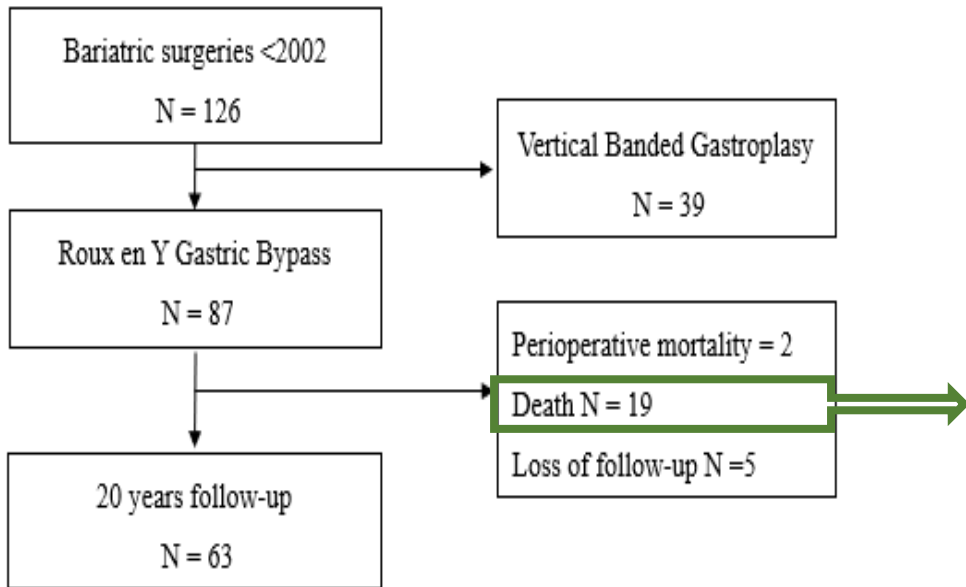 Bariatric surgeries <2002
N = 126
Vertical Banded Gastroplasy
N = 39
Roux en Y Gastric Bypass
N = 87
Perioperative mortality = 2
Death N = 19
Loss of follow-up N =5
20 years follow-up
N = 63